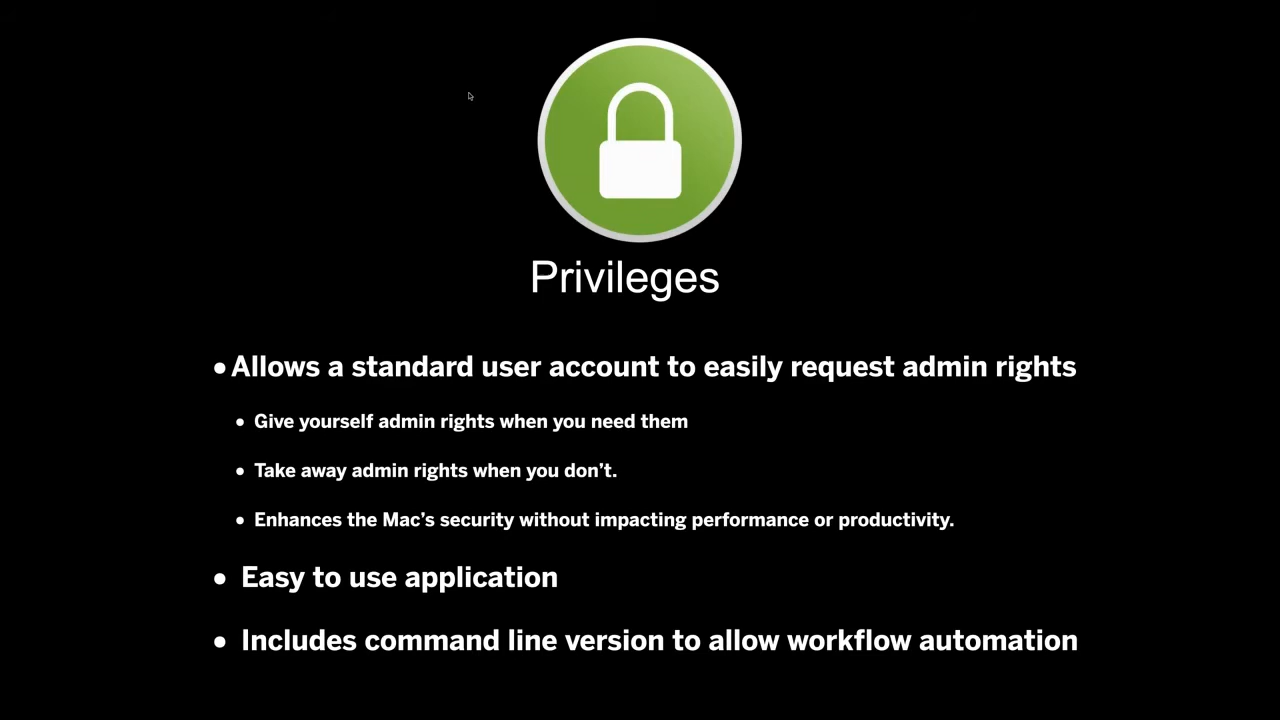 Privileges
•Allows a standard user account to easily request admin rights
• Give yourself admin rights when you need them
• Take away admin rights when you don’t.
• Enhances the Mac’s security without impacting performance or productivity.
• Easy to use application
• Includes command line version to allow workflow automation